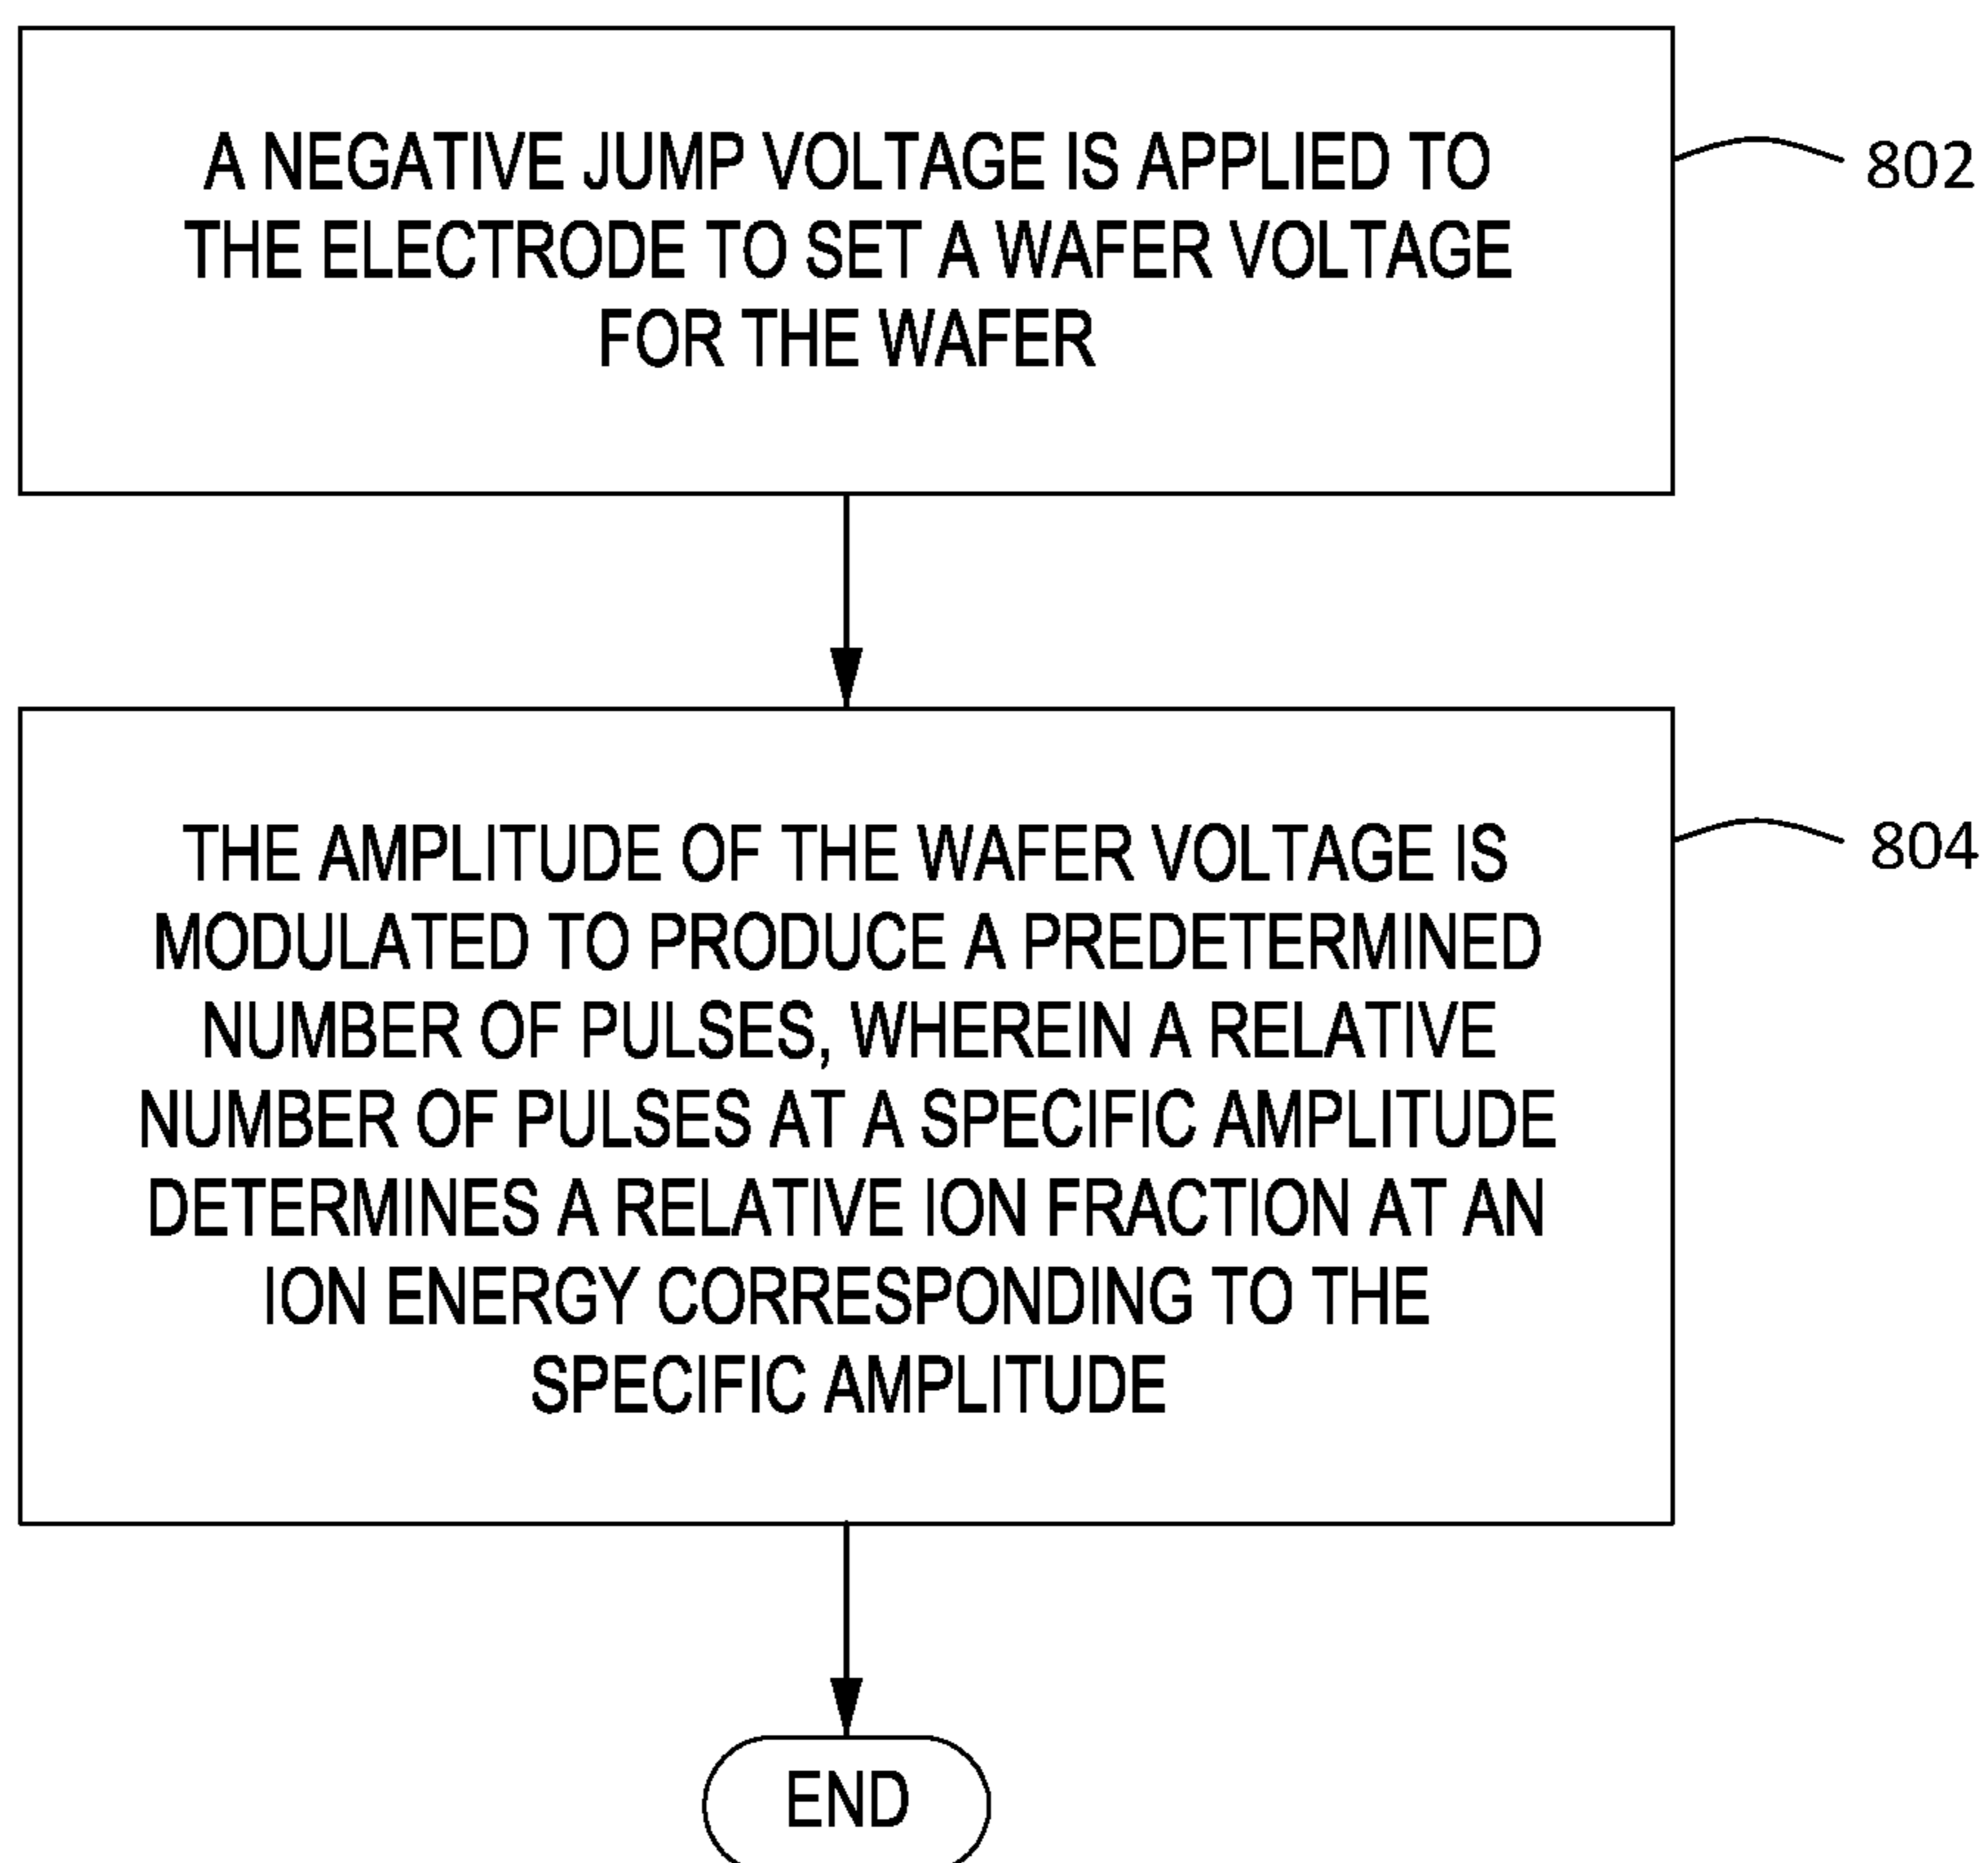 A NEGATIVE JUMP VOLTAGE IS APPLIED TO
THE ELECTRODE TO SET A WAFER VOLTAGE
FOR THE WAFER
802
THE AMPLITUDE OF THE WAFER VOLTAGE IS
MODULATED TO PRODUCE A PREDETERMINED
NUMBER OF PULSES, WHEREIN A RELATIVE
NUMBER OF PULSES AT A SPECIFIC AMPLITUDE
DETERMINES A RELATIVE ION FRACTION AT AN
ION ENERGY CORRESPONDING TO THE
SPECIFIC AMPLITUDE
804
END